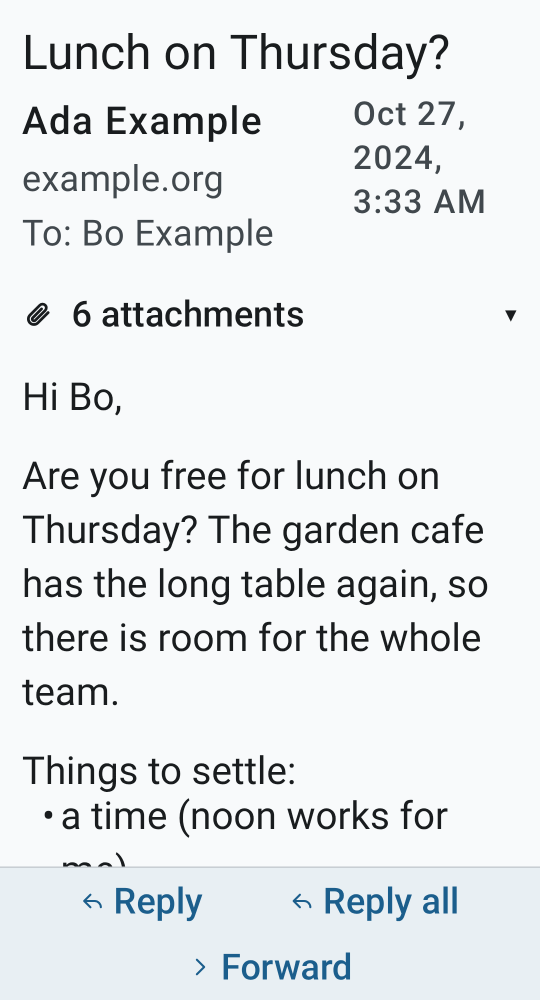 Lunch on Thursday?
Ada Example
Oct 27,
2024,
3:33 AM
example.org
To: Bo Example
6 attachments
Hi Bo,
Are you free for lunch on
Thursday? The garden cafe
has the long table again, so
there is room for the whole
team.
Things to settle:
• a time (noon works for
me)
Reply
Reply all
Forward